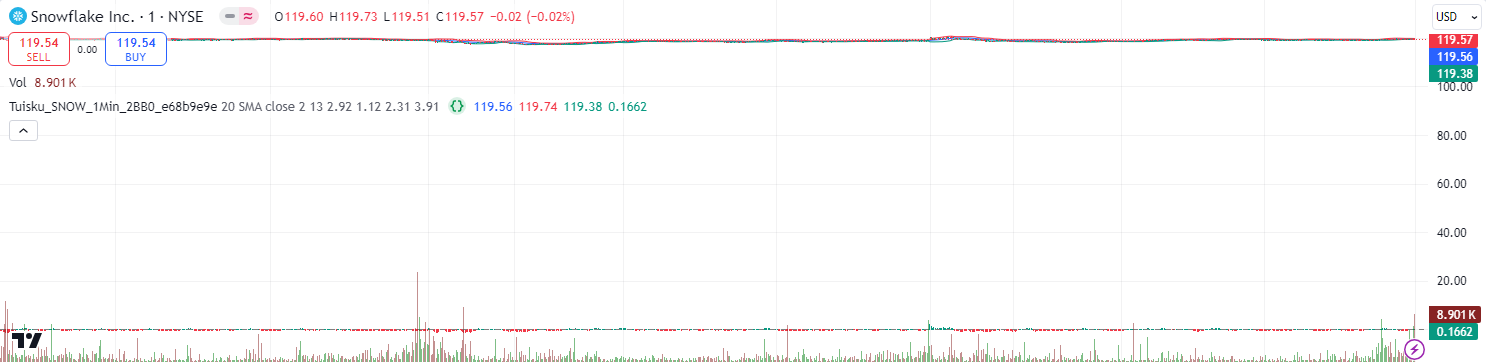 Snowflake Inc. · 1 · NYSE O119.60 H119.73 L119.51 C119.57 −0.02 (−0.02%)
USD
119.54 SELL 0.00 119.54 BUY
119.57
119.56
119.38
Vol 8.901K
100.00
Tuisku_SNOW_1Min_2BB0_e68b9e9e 20 SMA close 2 13 2.92 1.12 2.31 3.91 {} 119.56 119.74 119.38 0.1662
80.00
60.00
40.00
20.00
8.901K
0.1662